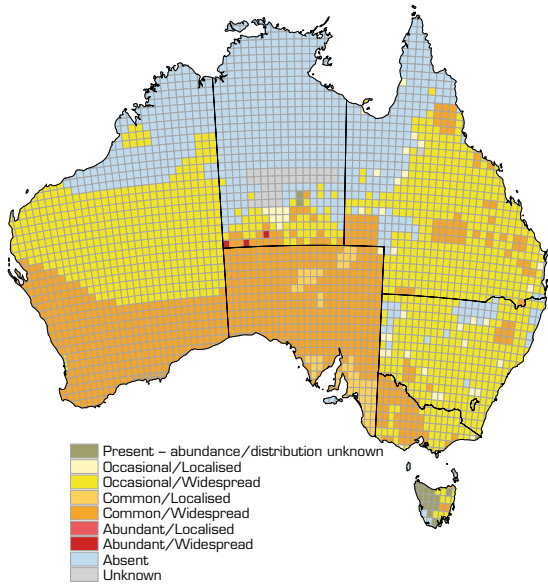 Present – abundance/distribution unknown
Occasional/Localised
Occasional/Widespread
Common/Localised
Common/Widespread
Abundant/Localised
Abundant/Widespread
Absent
Unknown